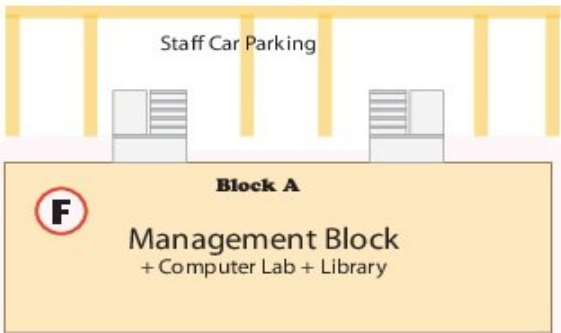 Staff Car Parking
Block A
F
Management Block
+ Computer Lab + Library